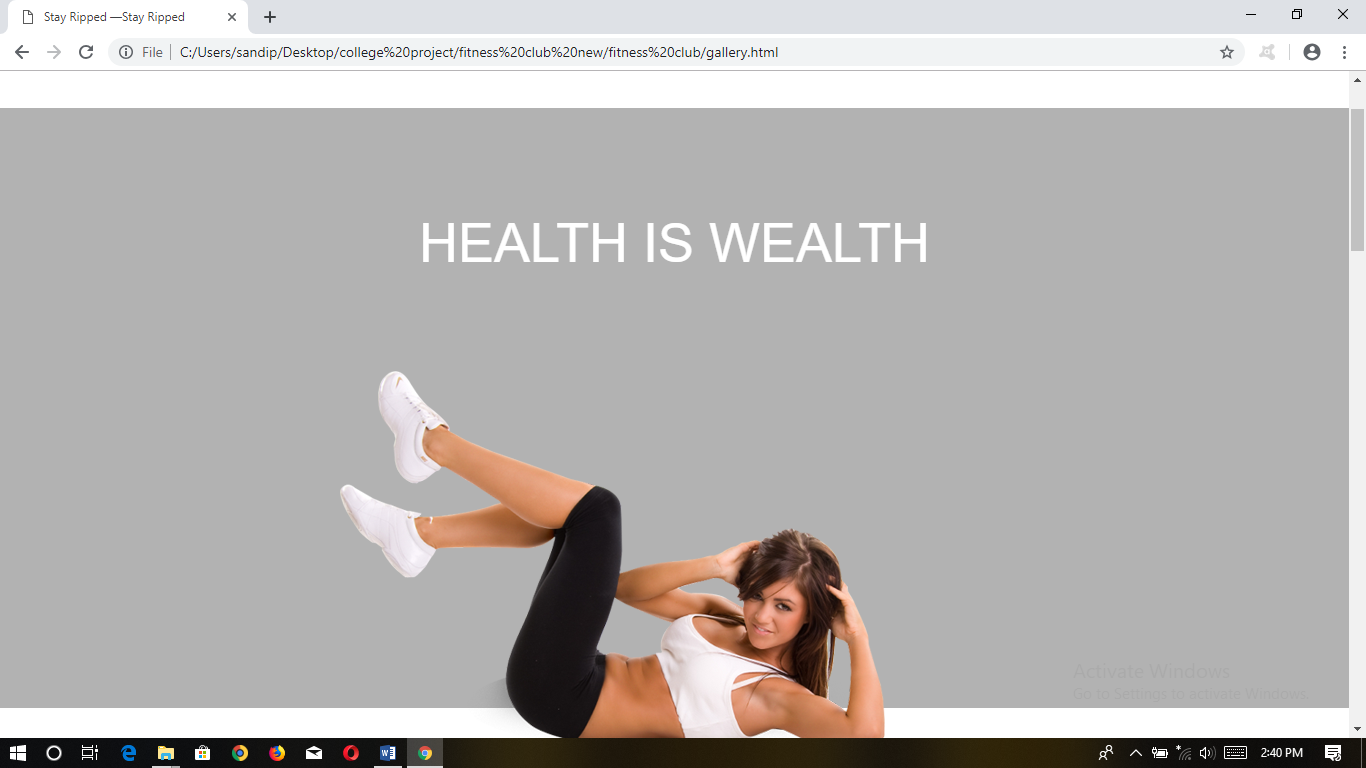 Stay Ripped —Stay Ripped
File
C:/Users/sandip/Desktop/college%20project/fitness%20club%20new/fitness%20club/gallery.html
HEALTH IS WEALTH
Activate Windows
Go to Settings to activate Windows.
2:40 PM